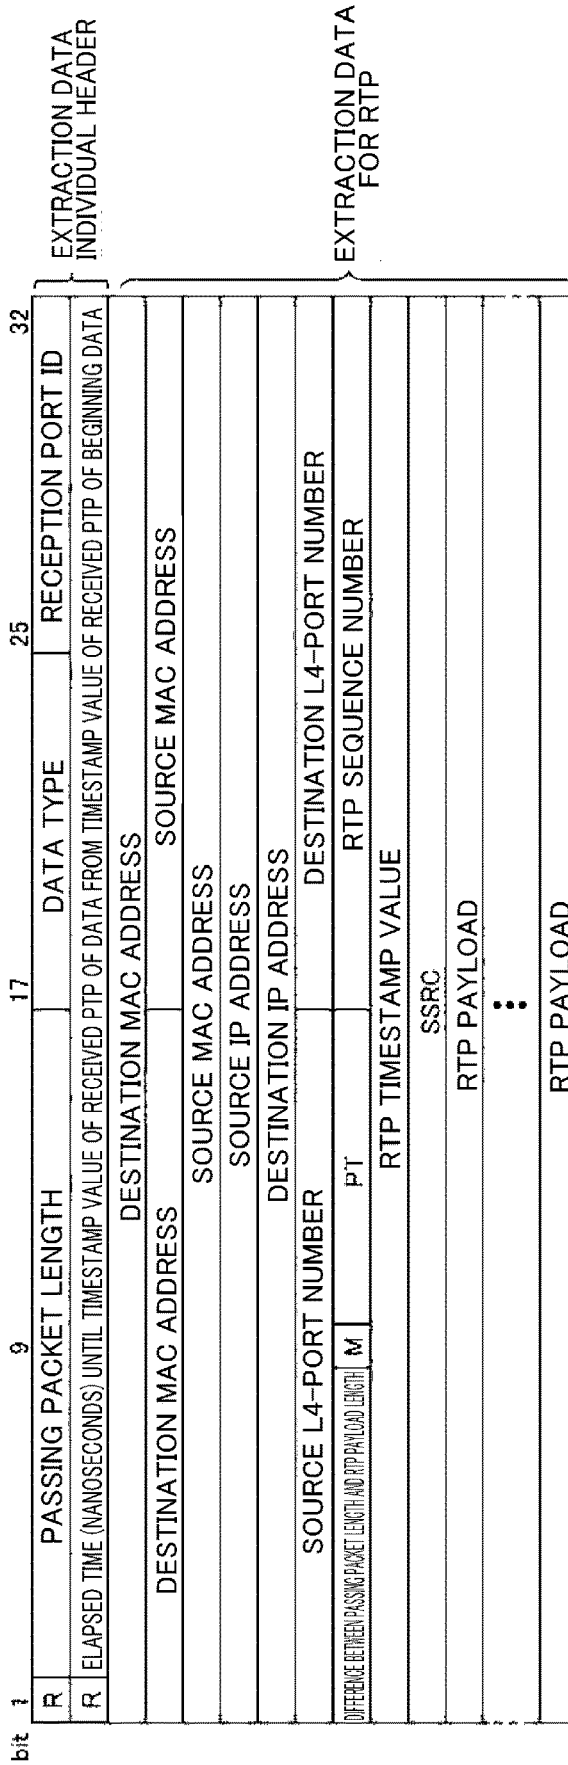 bit 1 9 17 25 32
R PASSING PACKET LENGTH DATA TYPE RECEPTION PORT ID
R ELAPSED TIME (NANOSECONDS) UNTIL TIMESTAMP VALUE OF RECEIVED PTP OF DATA FROM TIMESTAMP VALUE OF RECEIVED PTP OF BEGINNING DATA
EXTRACTION DATA
INDIVIDUAL HEADER
DESTINATION MAC ADDRESS
DESTINATION MAC ADDRESS SOURCE MAC ADDRESS
SOURCE MAC ADDRESS
SOURCE IP ADDRESS
DESTINATION IP ADDRESS
SOURCE L4-PORT NUMBER DESTINATION L4-PORT NUMBER
DIFFERENCE BETWEEN PASSING PACKET LENGTH AND RTP PAYLOAD LENGTH M PT RTP SEQUENCE NUMBER
RTP TIMESTAMP VALUE
SSRC
RTP PAYLOAD
RTP PAYLOAD
EXTRACTION DATA
FOR RTP